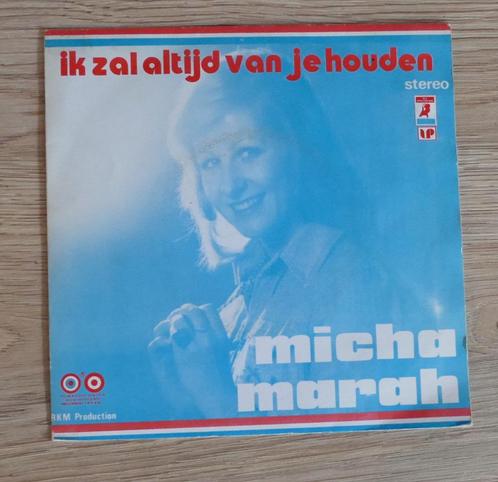 ik zal altijd van je houden
stereo
micha
marah
RKM Production